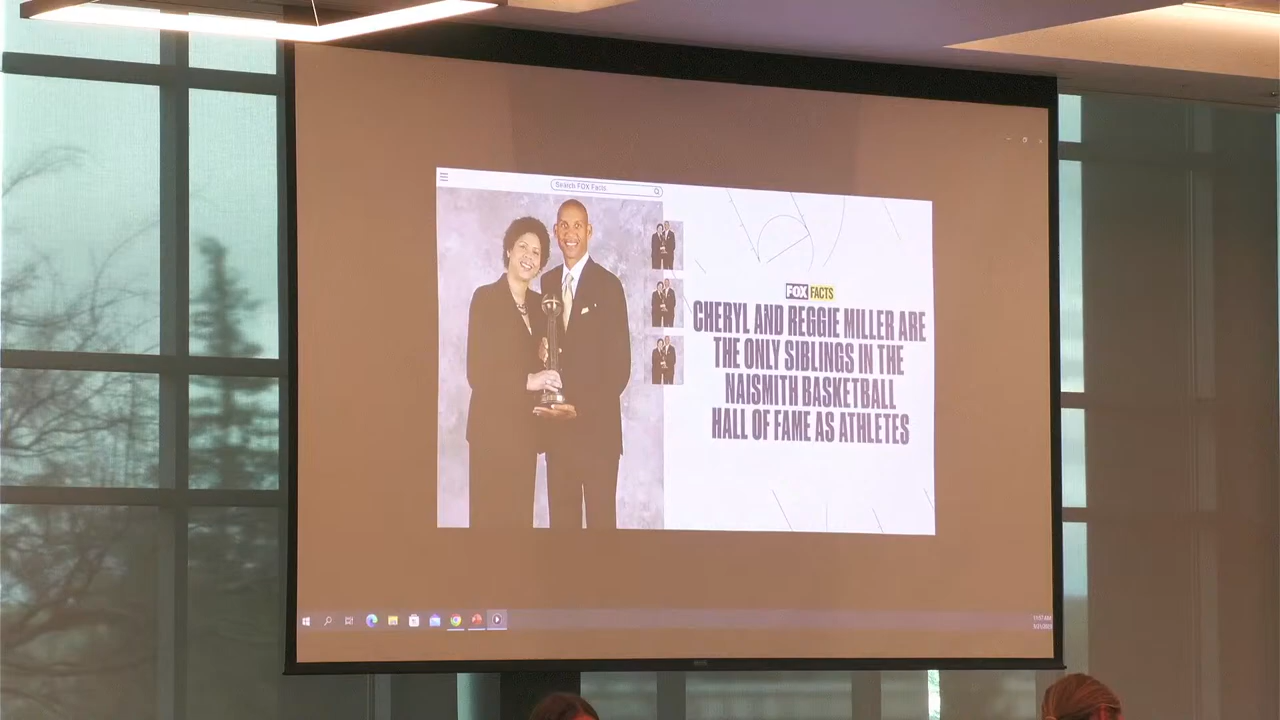 Search FOX Facts
FOX FACTS
CHERYL AND REGGIE MILLER ARE
THE ONLY SIBLINGS IN THE
NAISMITH BASKETBALL
HALL OF FAME AS ATHLETES